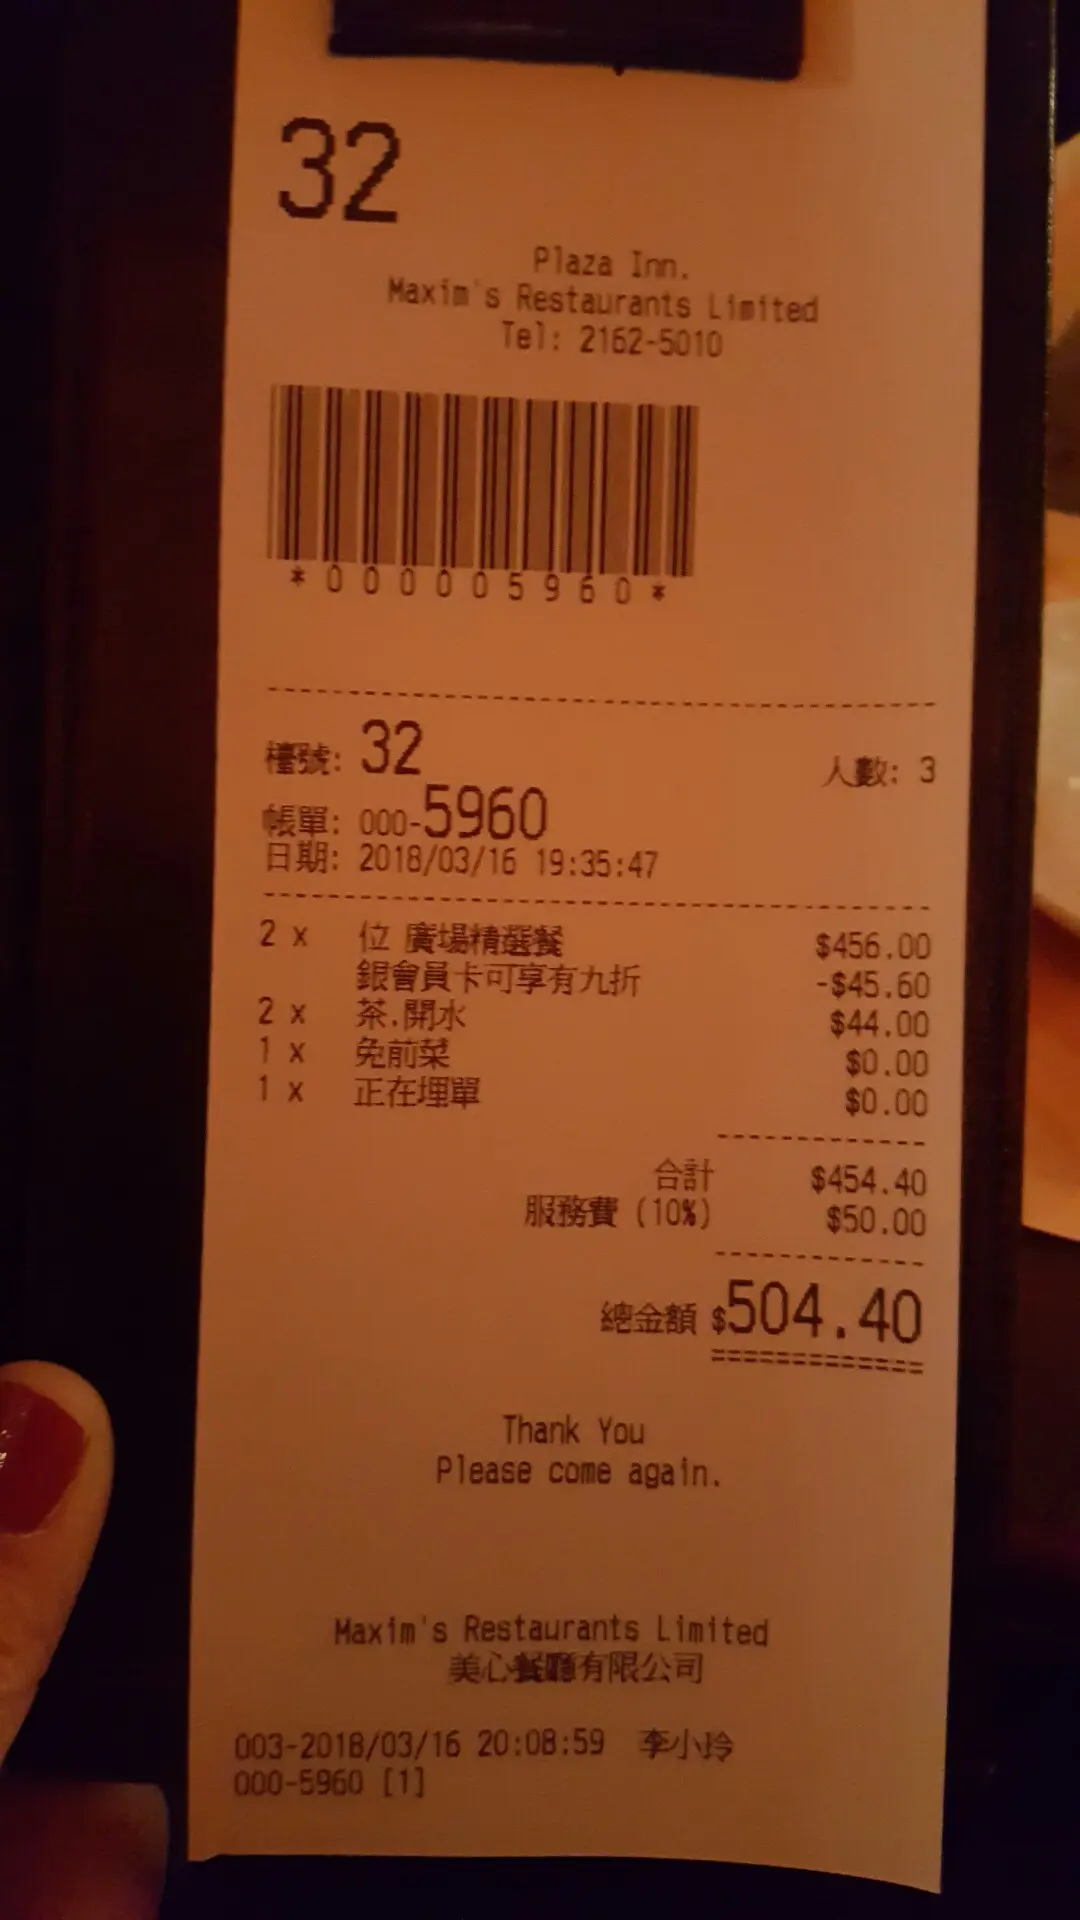 32
Plaza Inn.
Maxim's Restaurants Limited
Tel: 2162-5010
*000005960*
檯號: 32 人數: 3
帳單: 000-5960
日期: 2018/03/16 19:35:47
2 x 位 廣場精選餐 $456.00
銀會員卡可享有九折 -$45.60
2 x 茶.開水 $44.00
1 x 免前菜 $0.00
1 x 正在埋單 $0.00
合計 $454.40
服務費 (10%) $50.00
總金額 $504.40
Thank You
Please come again.
Maxim's Restaurants Limited
美心餐廳有限公司
003-2018/03/16 20:08:59 李小玲
000-5960 [1]